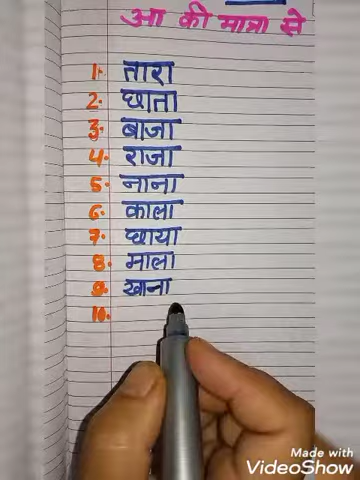 आ की मात्रा से
1. तारा
2. छाता
3. बाजा
4. राजा
5. नाना
6. काला
7. छाया
8. माला
9. खाना
10.
Made with
VideoShow